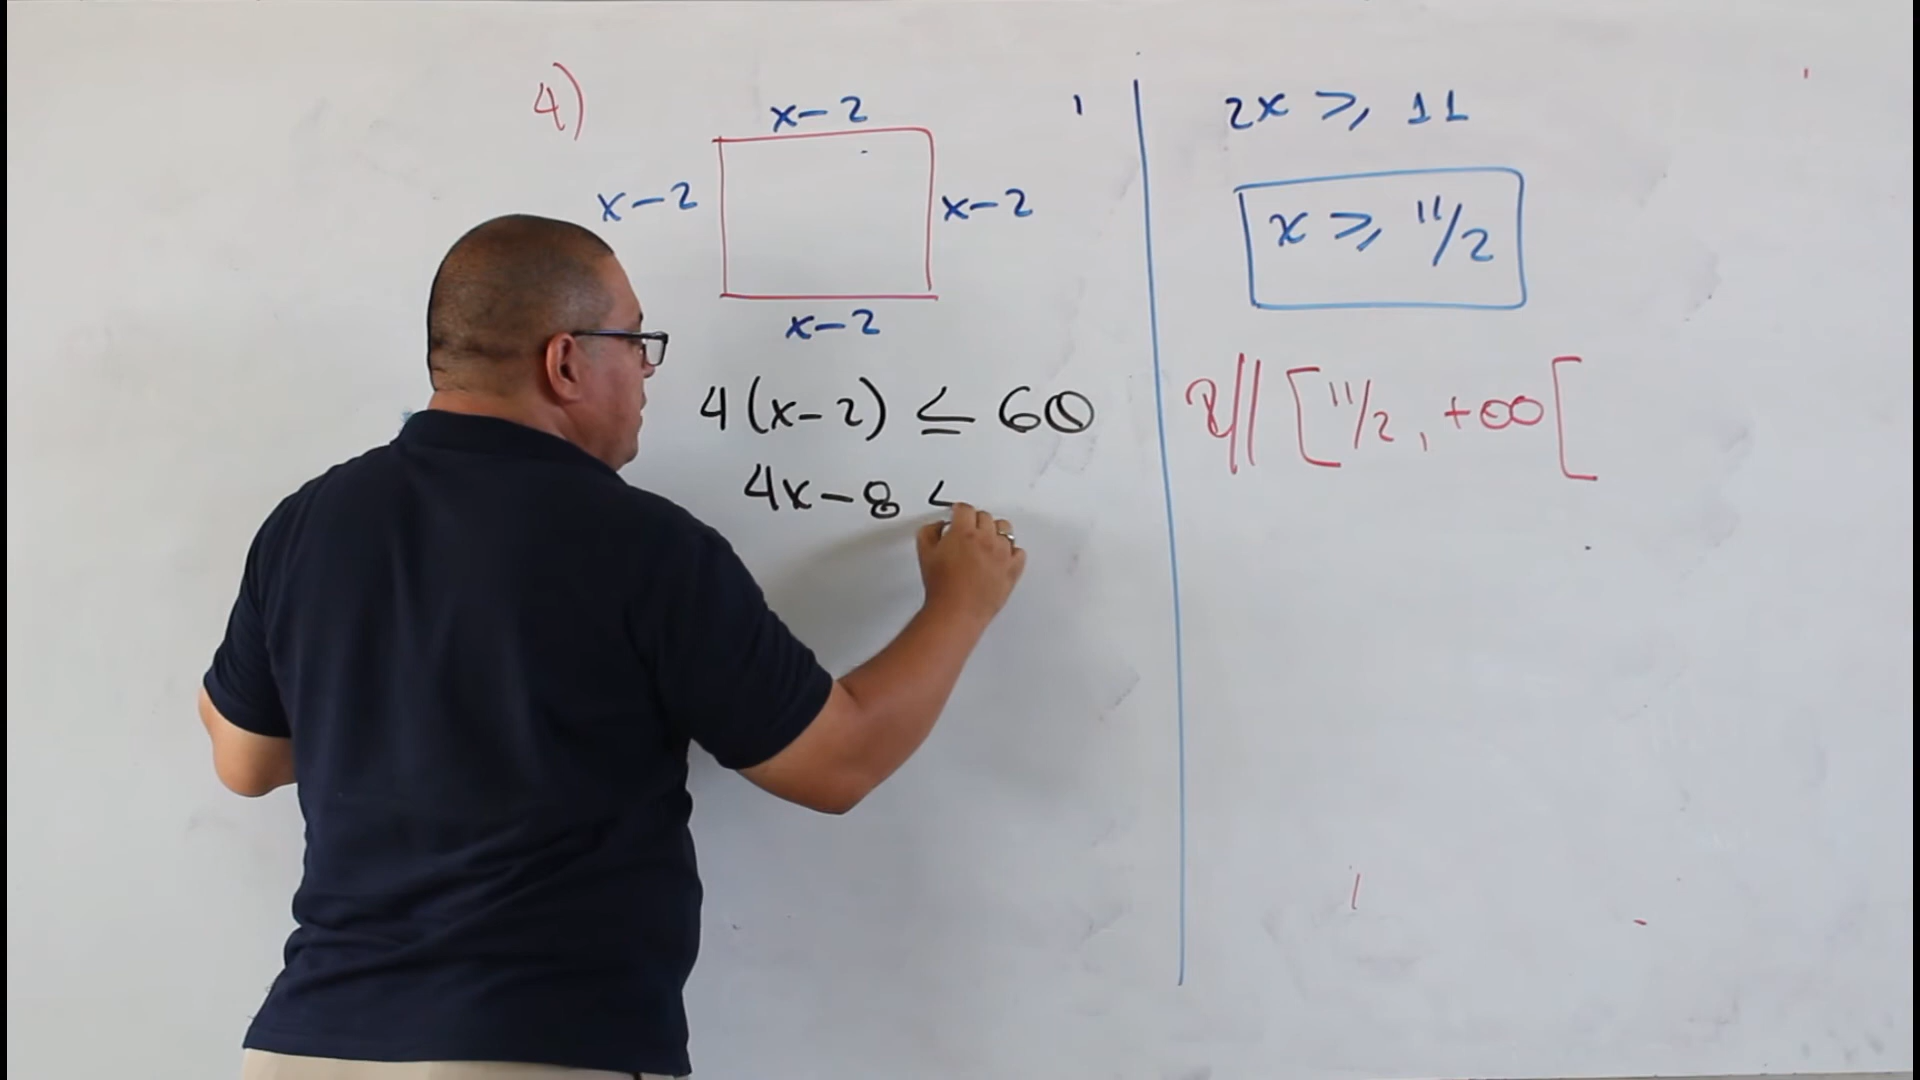 4)
x-2
x-2
x-2
x-2
4(x-2) ≤ 60
4x-8 <
2x ≥ 11
x ≥ 11/2
R// [11/2, +∞[